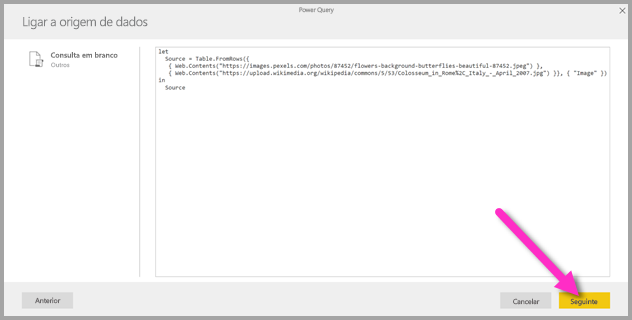 Power Query
Ligar a origem de dados
Consulta em branco
Outros
let
Source = Table.FromRows({
{ Web.Contents("https://images.pexels.com/photos/87452/flowers-background-butterflies-beautiful-87452.jpeg") },
{ Web.Contents("https://upload.wikimedia.org/wikipedia/commons/5/53/Colosseum_in_Rome%2C_Italy_-_April_2007.jpg") }}, { "Image" })
in
Source
Anterior
Cancelar
Seguinte